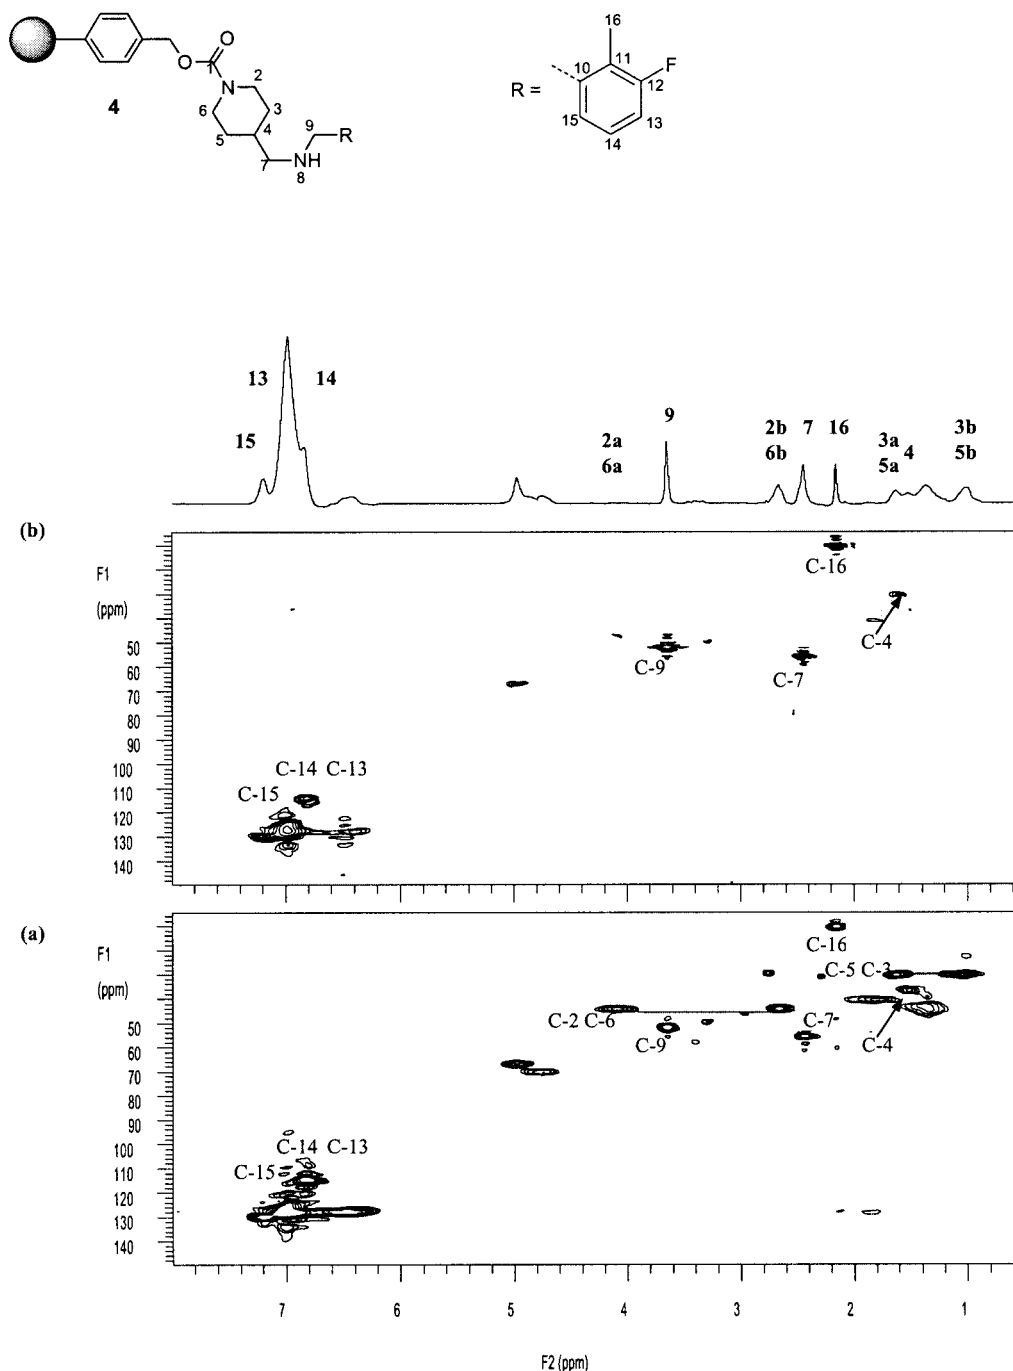 16
O
1
O
2
N
4
6
3
5
4
9
R
7
NH
8
R =
10
11
F
12
15
13
14
13
14
15
2a
6a
9
2b
6b
7
16
3a
5a
4
3b
5b
(b)
F1
(ppm)
50
60
70
80
90
100
110
120
130
140
C-16
C-4
C-9
C-7
C-14 C-13
C-15
(a)
F1
(ppm)
50
60
70
80
90
100
110
120
130
140
C-16
C-5 C-3
C-2 C-6
C-7
C-9
C-4
C-14 C-13
C-15
7
6
5
4
3
2
1
F2 (ppm)